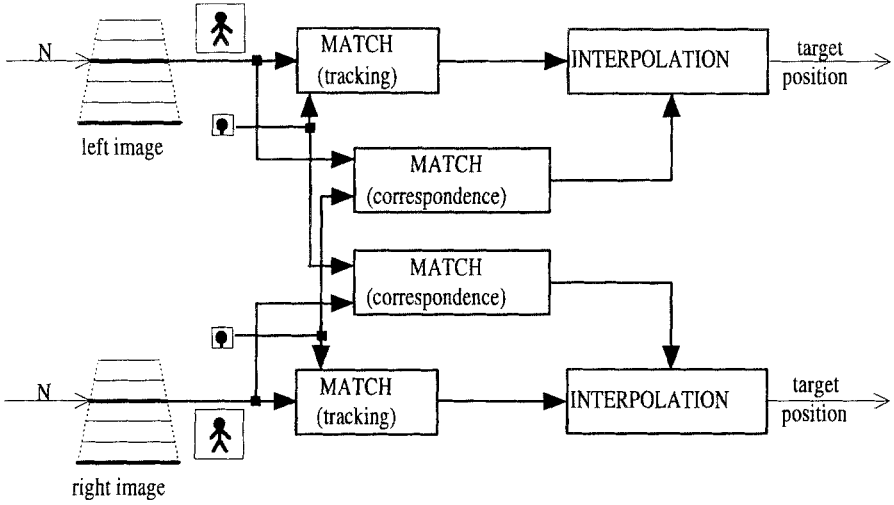 N
MATCH
(tracking)
INTERPOLATION
target
position
left image
MATCH
(correspondence)
MATCH
(correspondence)
N
MATCH
(tracking)
INTERPOLATION
target
position
right image